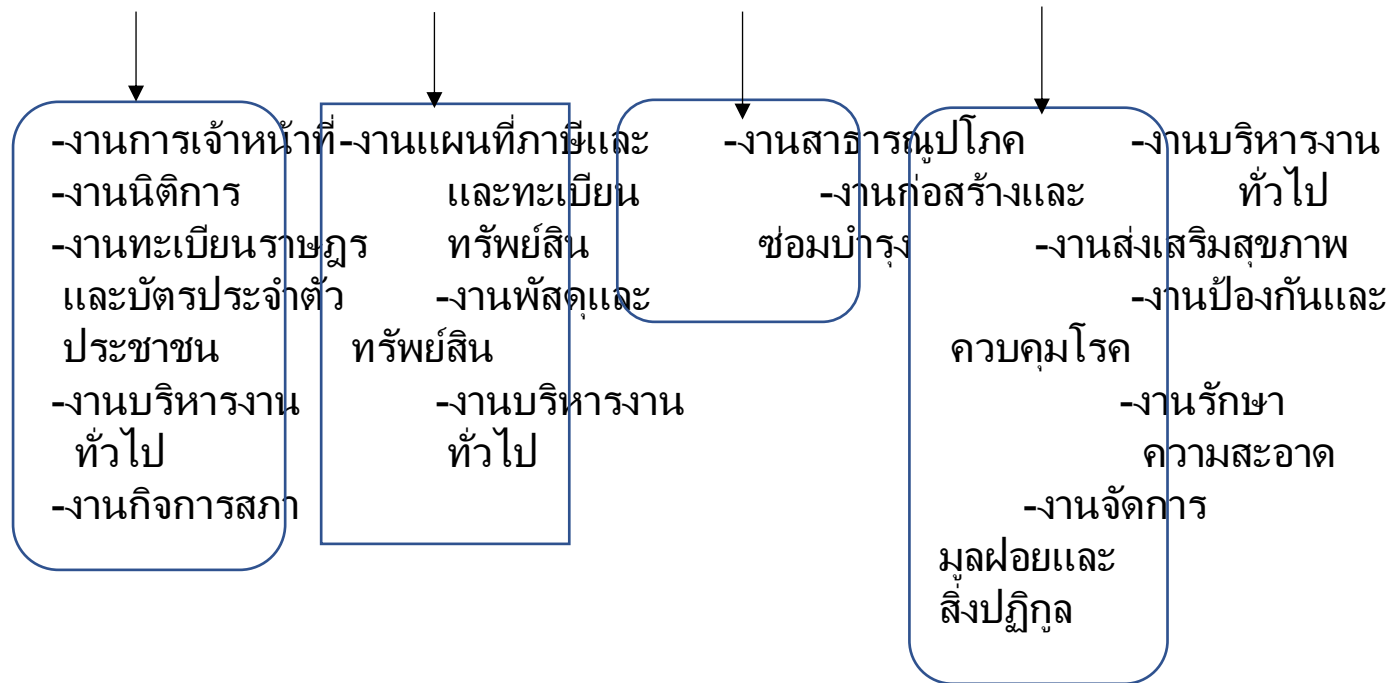 -งานการเจ้าหน้าที่ -งานแผนที่ภาษีและ -งานสาธารณูปโภค -งานบริหารงาน
-งานนิติการ และทะเบียน -งานก่อสร้างและ ทั่วไป
-งานทะเบียนราษฎร ทรัพย์สิน ซ่อมบำรุง -งานส่งเสริมสุขภาพ
และบัตรประจำตัว -งานพัสดุและ -งานป้องกันและ
ประชาชน ทรัพย์สิน ควบคุมโรค
-งานบริหารงาน -งานบริหารงาน -งานรักษา
ทั่วไป ทั่วไป ความสะอาด
-งานกิจการสภา -งานจัดการ
มูลฝอยและ
สิ่งปฏิกูล